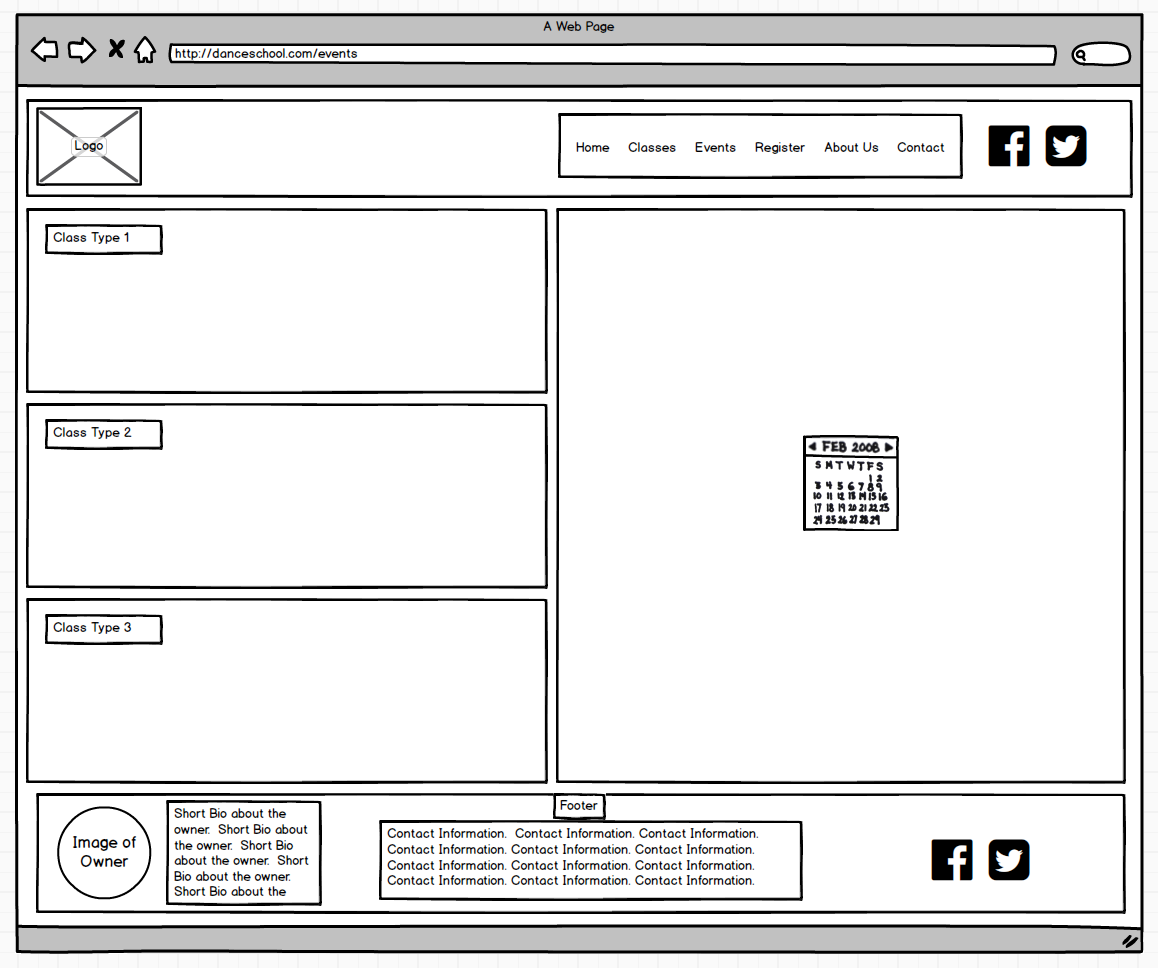 A Web Page
http://danceschool.com/events
Logo
Home Classes Events Register About Us Contact
Class Type 1
Class Type 2
Class Type 3
FEB 2008
S M T W T F S
1 2
3 4 5 6 7 8 9
10 11 12 13 14 15 16
17 18 19 20 21 22 23
24 25 26 27 28 29
Footer
Image of
Owner
Short Bio about the
owner. Short Bio about
the owner. Short Bio
about the owner. Short
Bio about the owner.
Short Bio about the
Contact Information. Contact Information. Contact Information.
Contact Information. Contact Information. Contact Information.
Contact Information. Contact Information. Contact Information.
Contact Information. Contact Information. Contact Information.